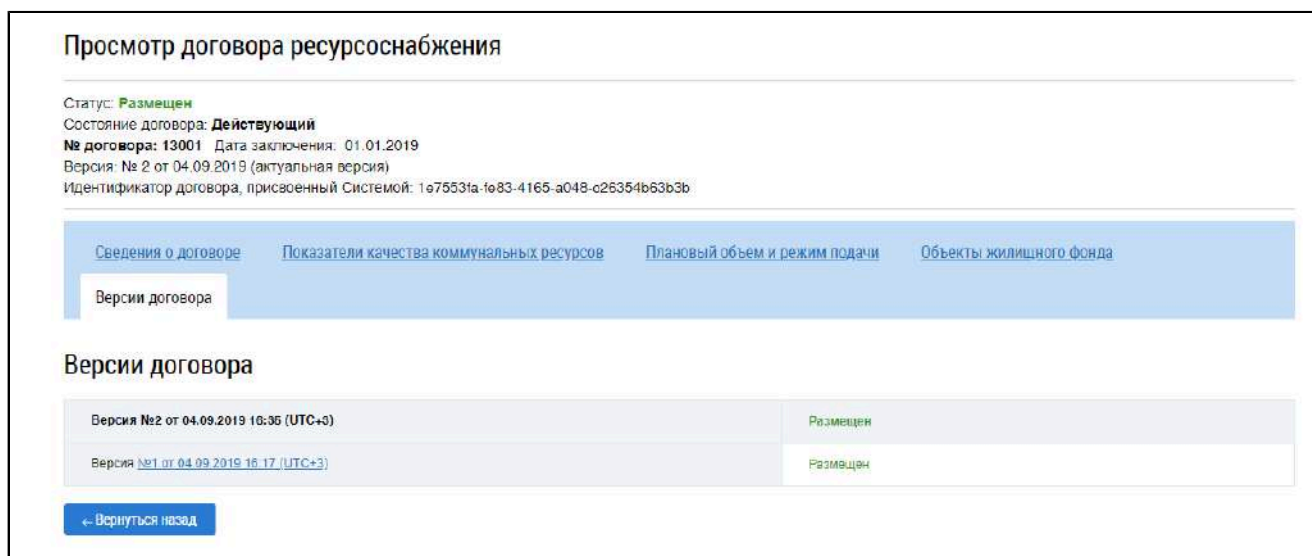 Просмотр договора ресурсоснабжения
Статус: Размещен
Состояние договора: Действующий
№ договора: 13001 Дата заключения: 01.01.2019
Версия: № 2 от 04.09.2019 (актуальная версия)
Идентификатор договора, присвоенный Системой: 1e7553fa-fe83-4165-a048-c26354b63b3b
Сведения о договоре Показатели качества коммунальных ресурсов Плановый объем и режим подачи Объекты жилищного фонда
Версии договора
Версии договора
Версия №2 от 04.09.2019 16:35 (UTC+3) Размещен
Версия №1 от 04.09.2019 16:17 (UTC+3) Размещен
← Вернуться назад